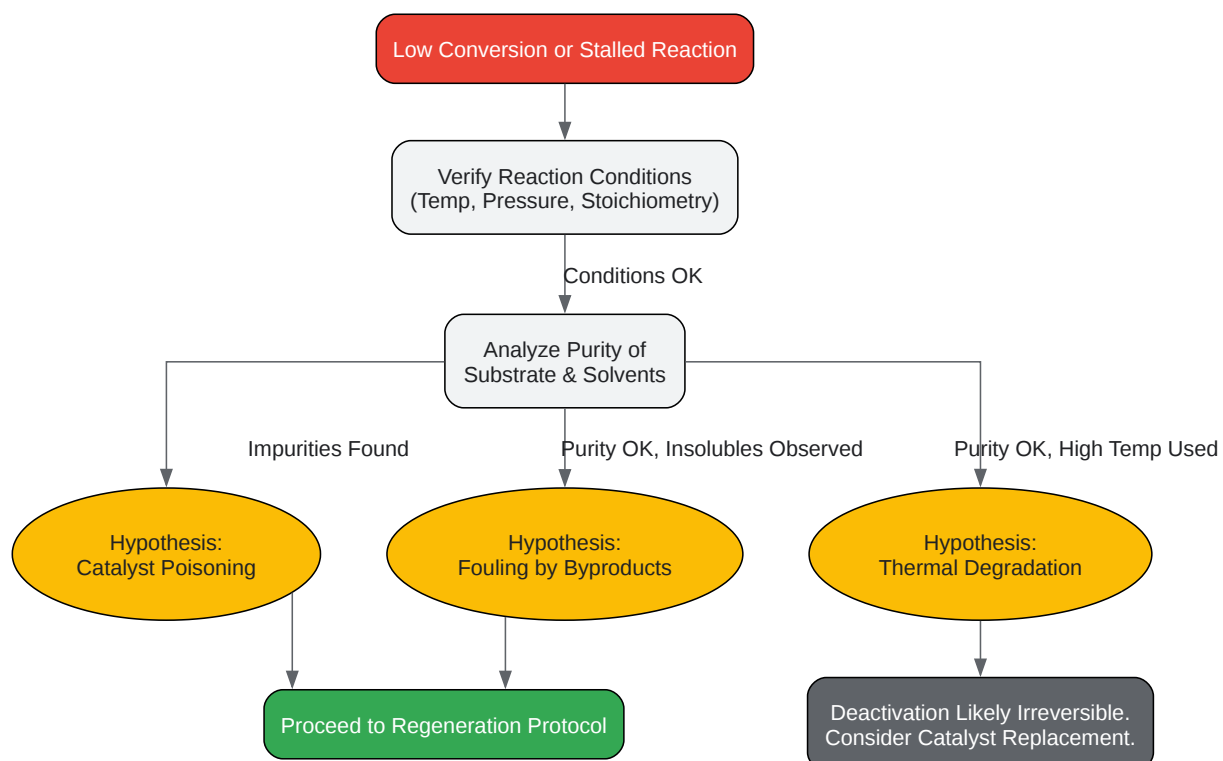 Low Conversion or Stalled Reaction
Verify Reaction Conditions
(Temp, Pressure, Stoichiometry)
Conditions OK
Analyze Purity of
Substrate & Solvents
Impurities Found
Purity OK, Insolubles Observed
Purity OK, High Temp Used
Hypothesis:
Catalyst Poisoning
Hypothesis:
Fouling by Byproducts
Hypothesis:
Thermal Degradation
Proceed to Regeneration Protocol
Deactivation Likely Irreversible.
Consider Catalyst Replacement.